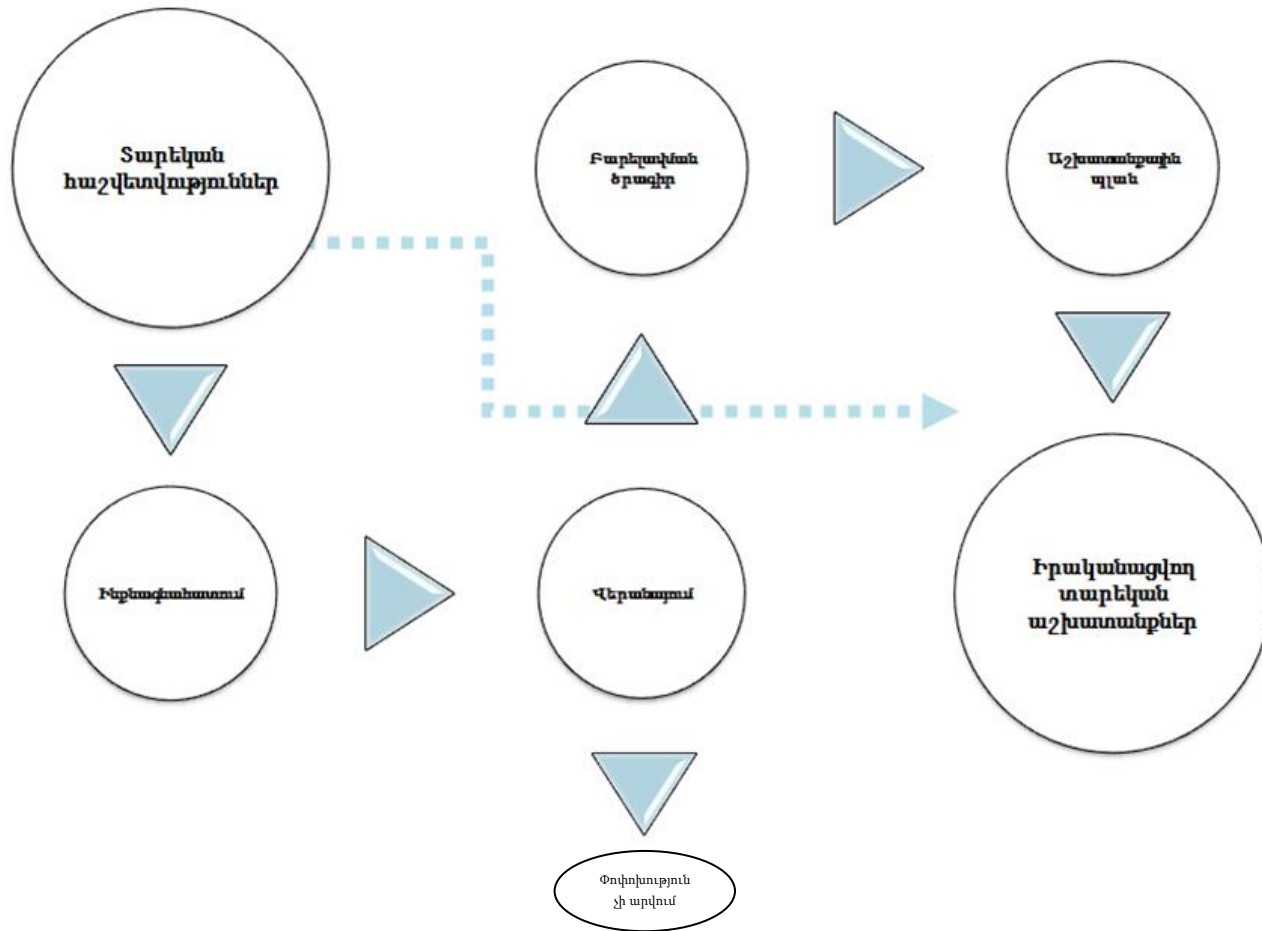 Տարեկան
հաշվետվություններ
Բարելավման
ծրագիր
Աշխատանքային
պլան
Ինքնագնահատում
Վերանայում
Իրականացվող
տարեկան
աշխատանքներ
Փոփոխություն
չի արվում